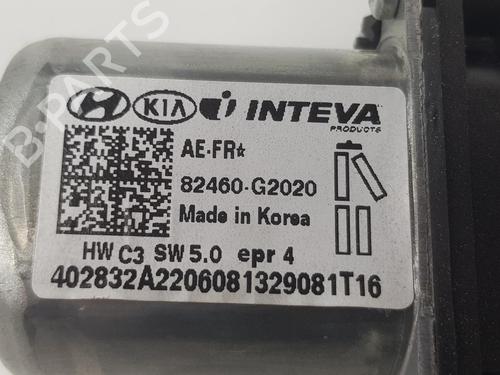 KIA INTEVA
PRODUCTS
AE-FR*
82460-G2020
Made in Korea
HW C3 SW 5.0 epr 4
402832A2206081329081T16
B-PARTS